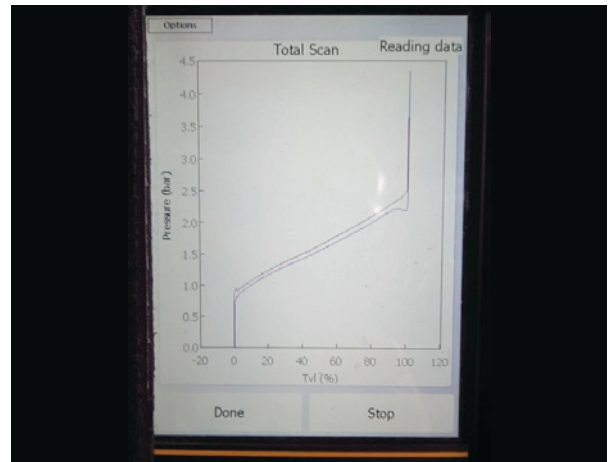 Options
Total Scan
Reading data
4.5
4.0
3.5
3.0
2.5
2.0
1.5
1.0
0.5
0.0
Pressure (bar)
-20 0 20 40 60 80 100 120
Tvl (%)
Done
Stop